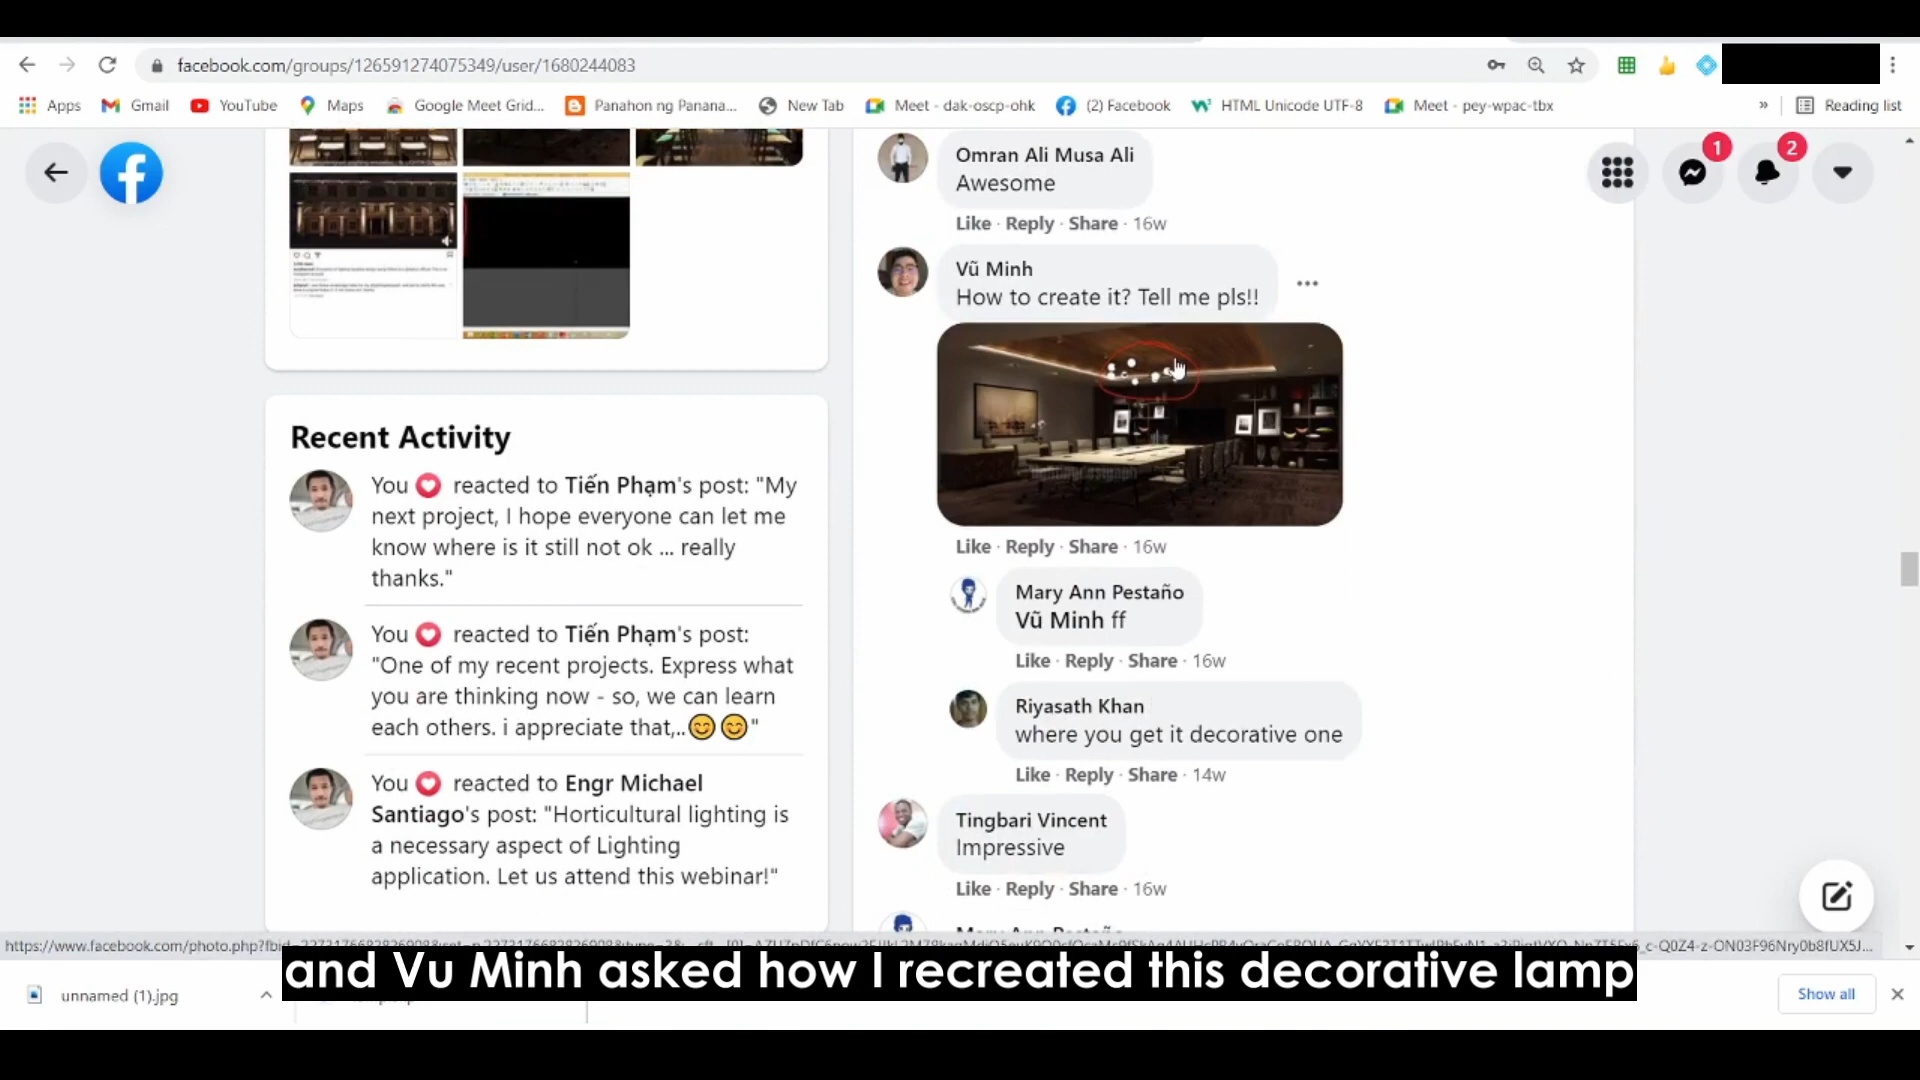 facebook.com/groups/126591274075349/user/1680244083
Apps
Gmail
YouTube
Maps
Google Meet Grid...
Panahon ng Panana...
New Tab
Meet - dak-oscp-ohk
(2) Facebook
HTML Unicode UTF-8
Meet - pey-wpac-tbx
»
Reading list
1
2
Omran Ali Musa Ali
Awesome
Like · Reply · Share · 16w
Vũ Minh
How to create it? Tell me pls!!
Like · Reply · Share · 16w
Mary Ann Pestaño
Vũ Minh ff
Like · Reply · Share · 16w
Riyasath Khan
where you get it decorative one
Like · Reply · Share · 14w
Tingbari Vincent
Impressive
Like · Reply · Share · 16w
Recent Activity
You reacted to Tiến Phạm's post: "My
next project, I hope everyone can let me
know where is it still not ok ... really
thanks."
You reacted to Tiến Phạm's post:
"One of my recent projects. Express what
you are thinking now - so, we can learn
each others. i appreciate that,..😊😊"
You reacted to Engr Michael
Santiago's post: "Horticultural lighting is
a necessary aspect of Lighting
application. Let us attend this webinar!"
and Vu Minh asked how I recreated this decorative lamp
unnamed (1).jpg
Show all